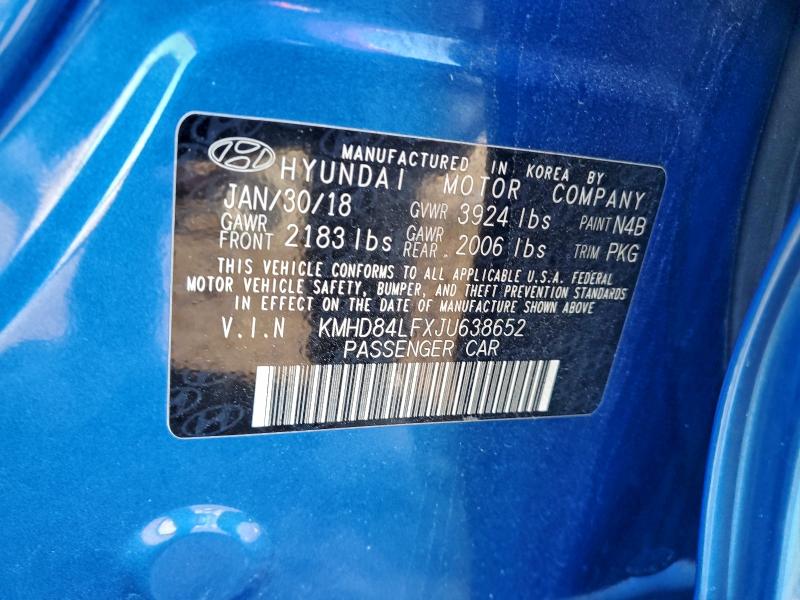 MANUFACTURED IN KOREA BY
HYUNDAI MOTOR COMPANY
JAN/30/18 GVWR 3924 lbs PAINT N4B
GAWR FRONT 2183 lbs GAWR REAR 2006 lbs TRIM PKG
THIS VEHICLE CONFORMS TO ALL APPLICABLE U.S.A. FEDERAL
MOTOR VEHICLE SAFETY, BUMPER, AND THEFT PREVENTION STANDARDS
IN EFFECT ON THE DATE OF MANUFACTURE SHOWN ABOVE
V.I.N KMHD84LFXJU638652
PASSENGER CAR